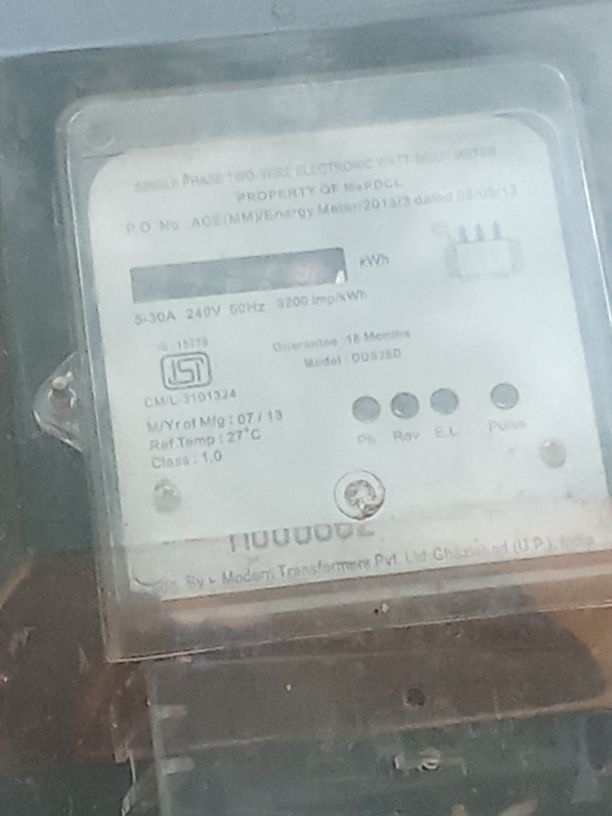 SINGLE PHASE TWO-WIRE ELECTRONIC WATT-HOUR METER
PROPERTY OF MePDCL
P.O. No. ACE(MM)/Energy Meter/2013/3 dated 06/05/13
kWh
5-30A 240V 50Hz 3200 Imp/kWh
IS : 13779
Guarantee -18 Months
Model :
CM/L-3101324
M/Yr of Mfg : 07 / 13
Ref.Temp : 27°C
Class : 1.0
Ph Rev E.L Pulse
Mfg. By : Modern Transformers Pvt. Ltd. Ghaziabad (U.P.), India